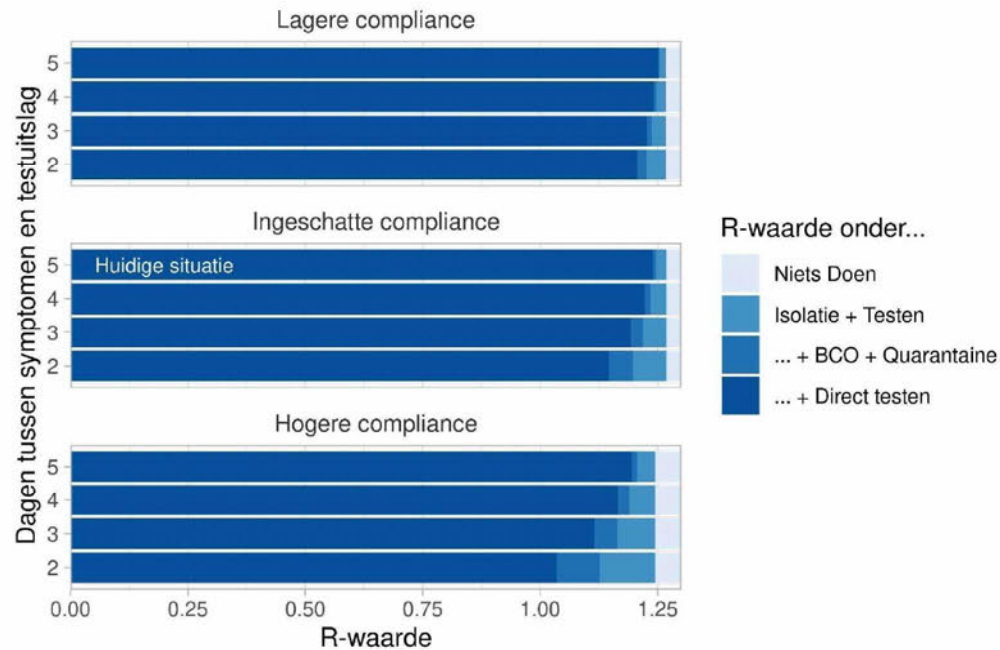 Lagere compliance
5
4
3
2
Ingeschatte compliance
5
Huidige situatie
4
3
2
Hogere compliance
5
4
3
2
0.00 0.25 0.50 0.75 1.00 1.25
R-waarde
Dagen tussen symptomen en testuitslag
R-waarde onder...
Niets Doen
Isolatie + Testen
... + BCO + Quarantaine
... + Direct testen